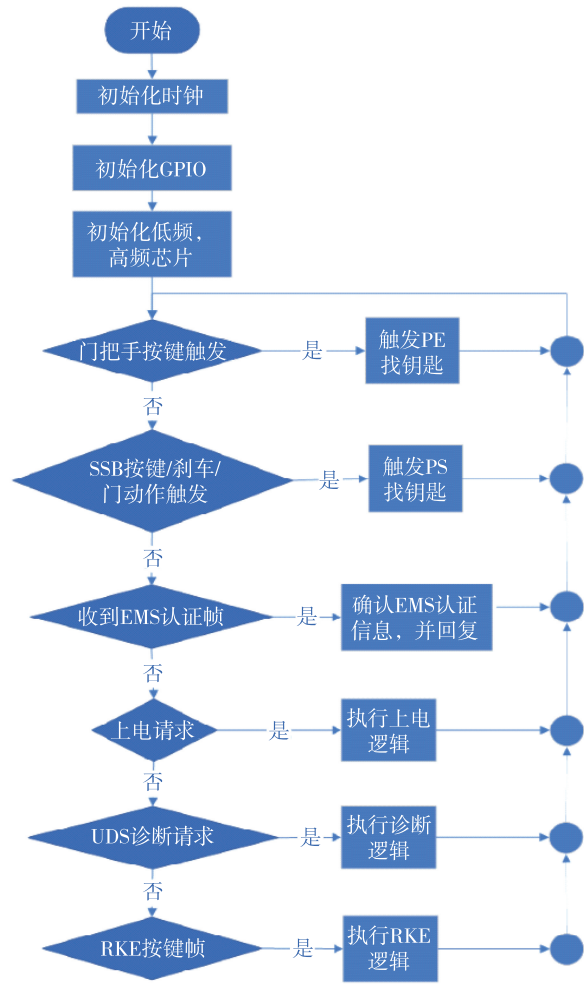 开始
初始化时钟
初始化GPIO
初始化低频，
高频芯片
门把手按键触发
是
触发PE
找钥匙
否
SSB按键/刹车/
门动作触发
是
触发PS
找钥匙
否
收到EMS认证帧
是
确认EMS认证
信息，并回复
否
上电请求
是
执行上电
逻辑
否
UDS诊断请求
是
执行诊断
逻辑
否
RKE按键帧
是
执行RKE
逻辑